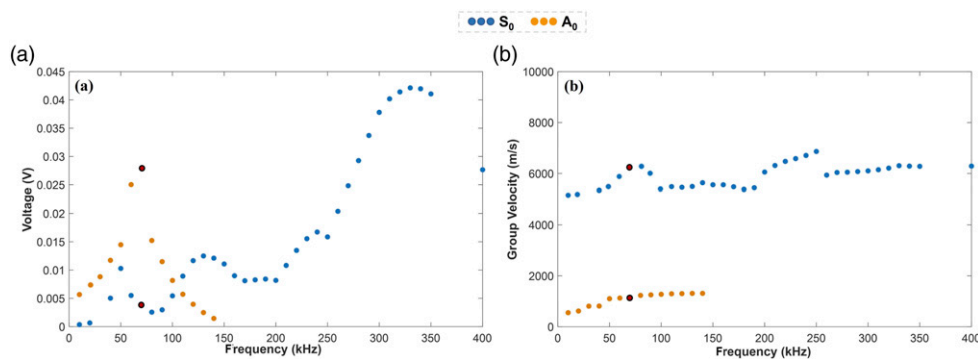 S0 A0
(a)
(a)
0.045
0.04
0.035
0.03
0.025
0.02
0.015
0.01
0.005
0
Voltage (V)
0 50 100 150 200 250 300 350 400
Frequency (kHz)
(b)
(b)
10000
8000
6000
4000
2000
0
Group Velocity (m/s)
0 50 100 150 200 250 300 350 400
Frequency (kHz)